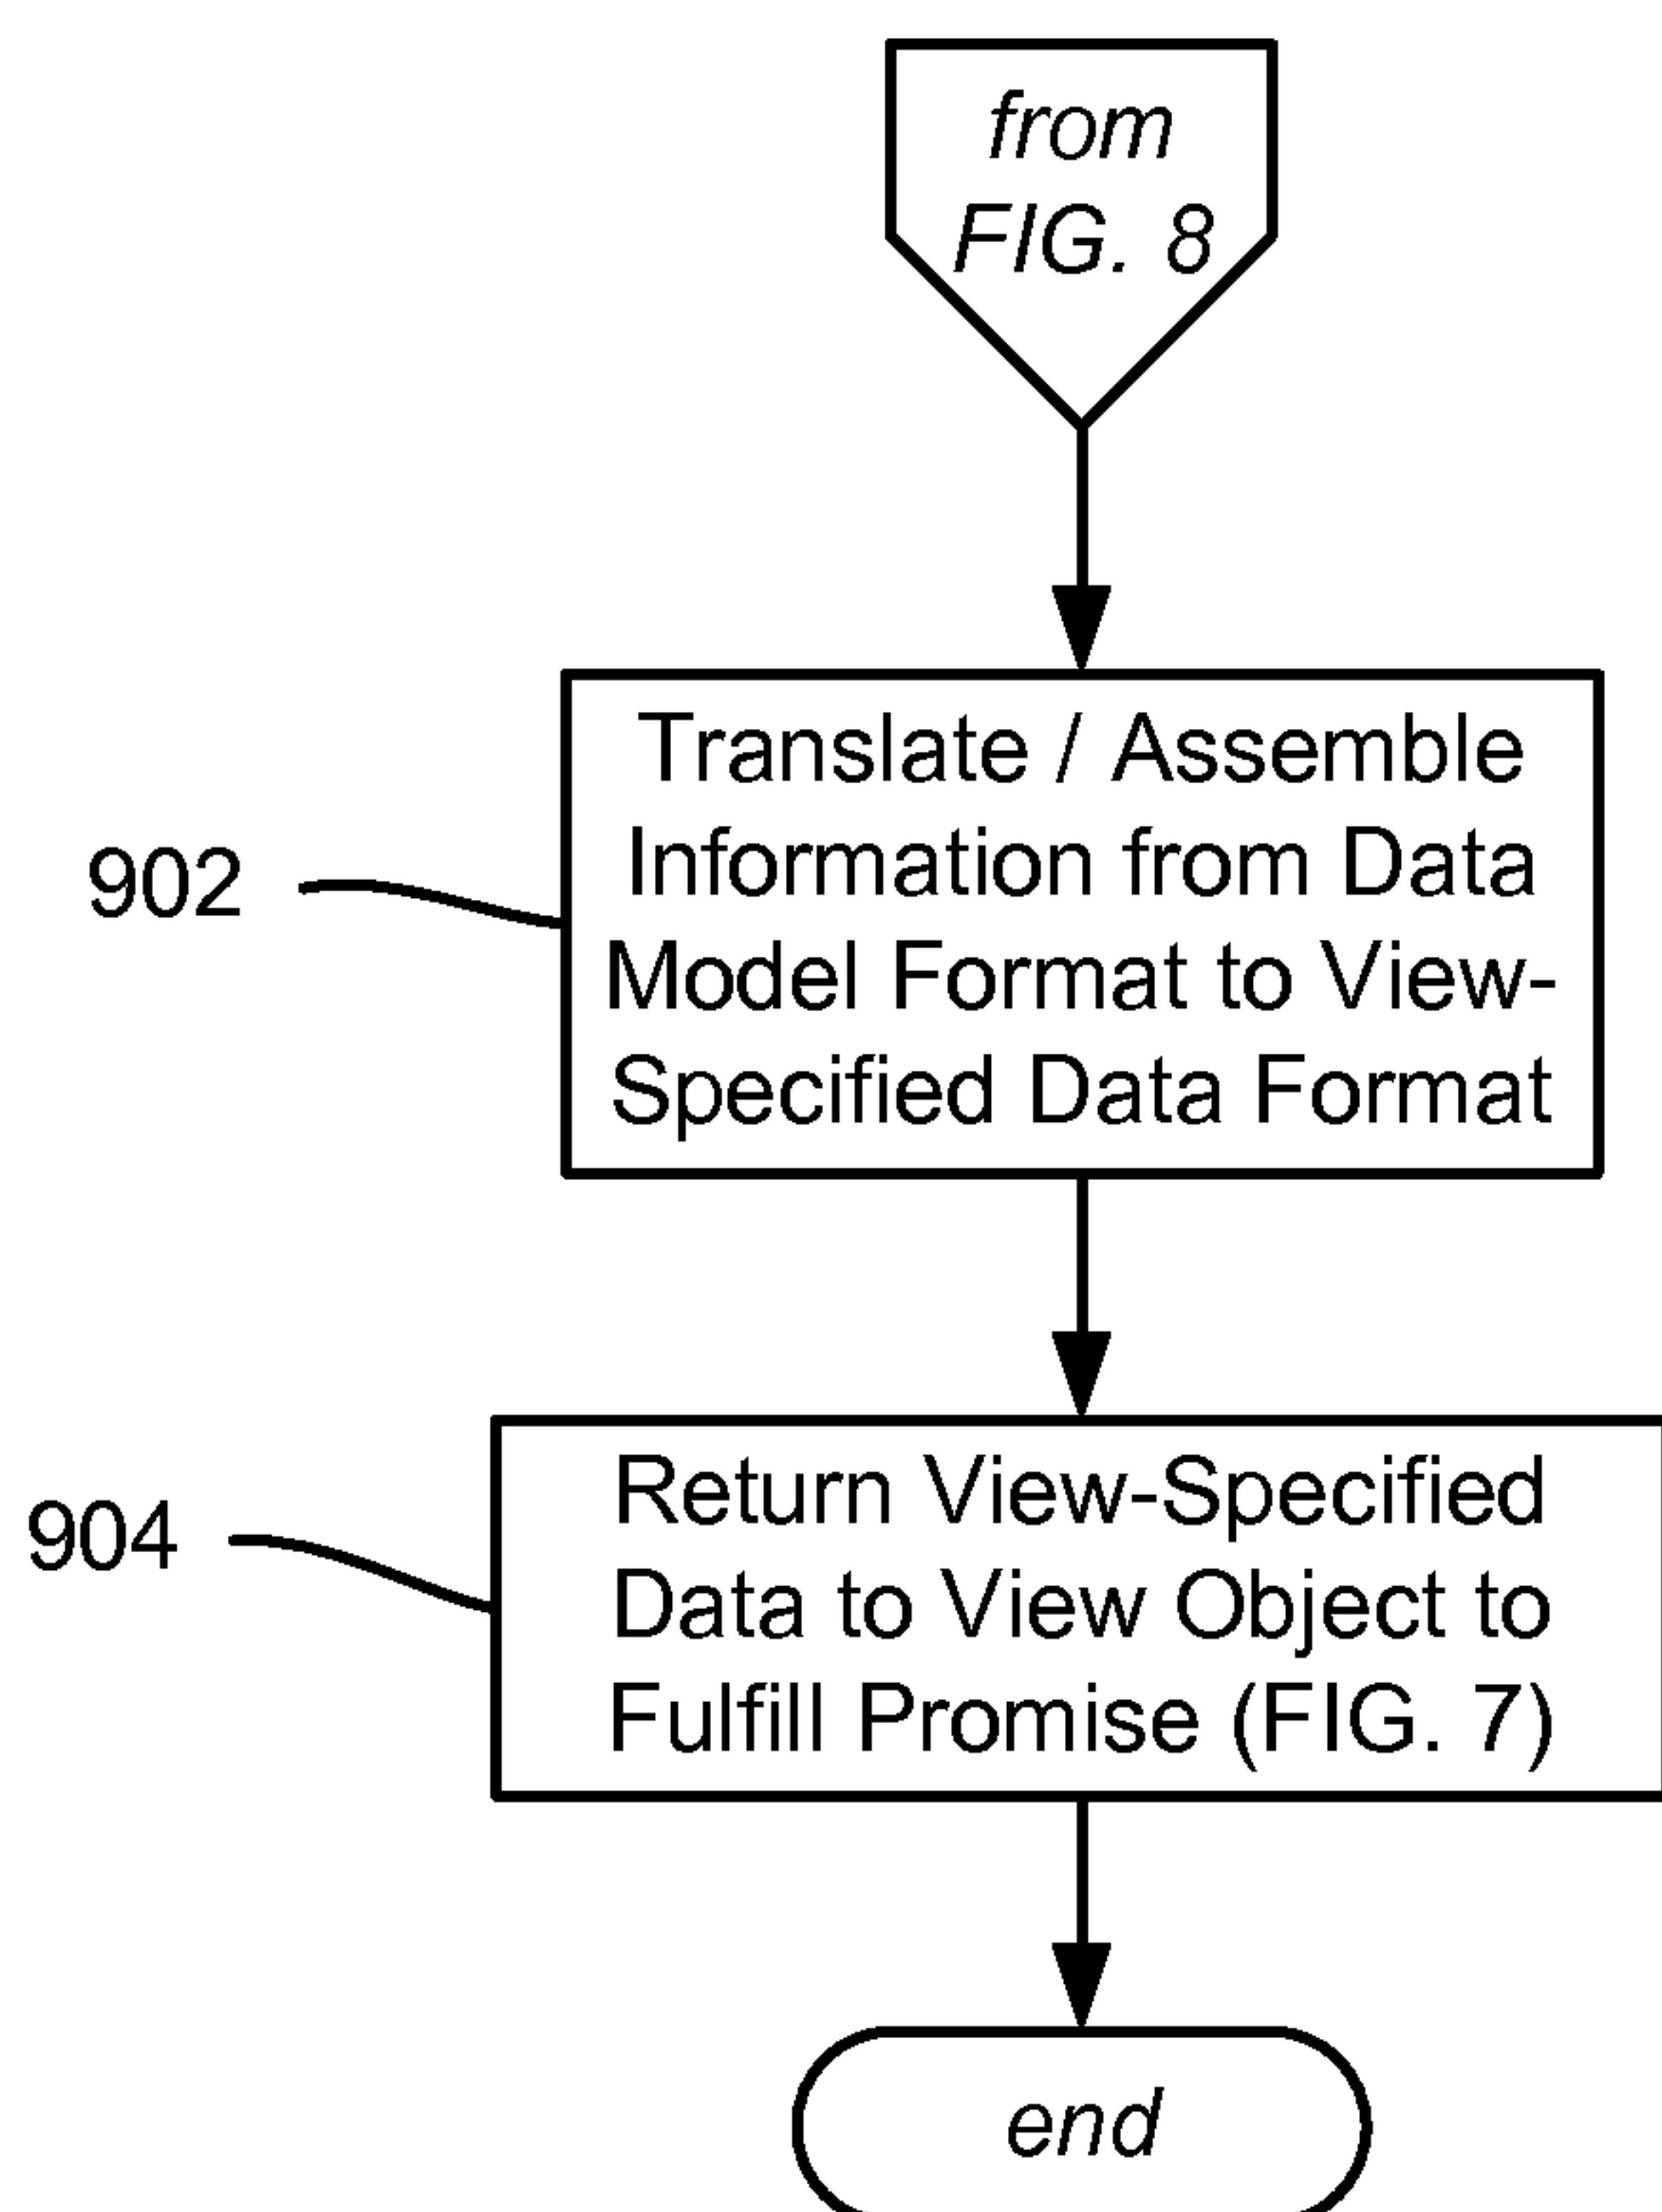 from
FIG. 8
902
Translate / Assemble
Information from Data
Model Format to View-
Specified Data Format
904
Return View-Specified
Data to View Object to
Fulfill Promise (FIG. 7)
end